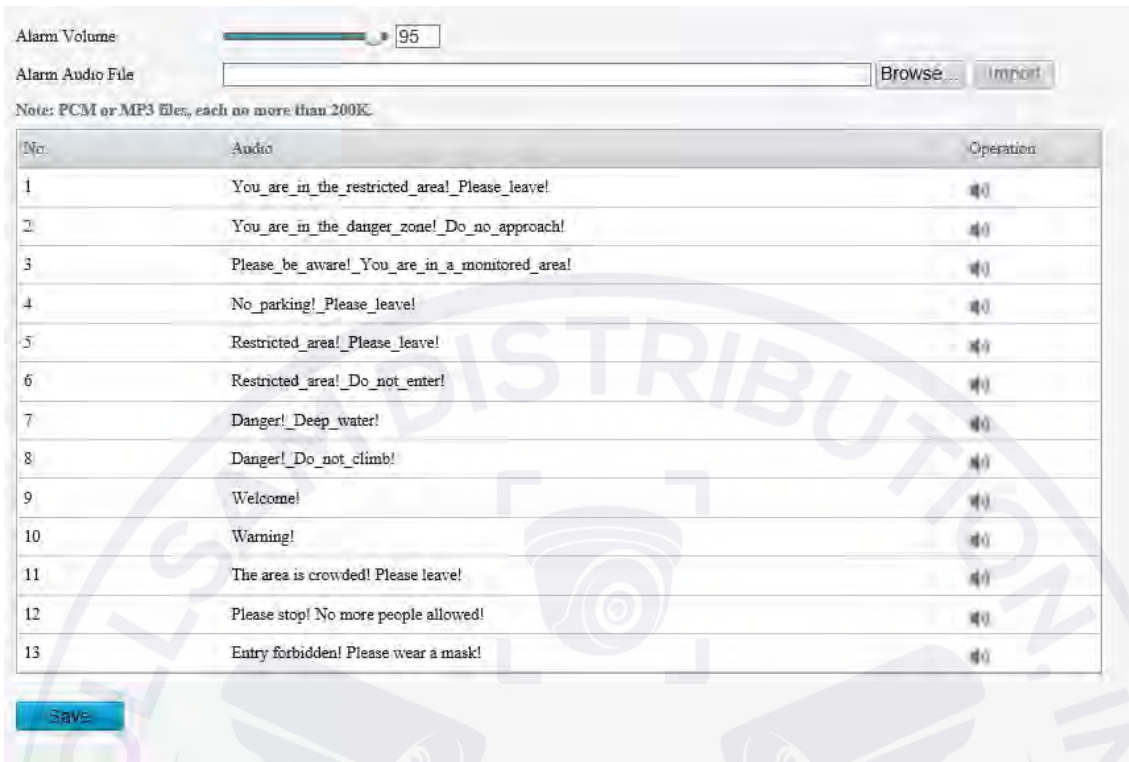 Alarm Volume 95
Alarm Audio File Browse... Import
Note: PCM or MP3 files, each no more than 200K.
No. Audio Operation
1 You_are_in_the_restricted_area!_Please_leave!
2 You_are_in_the_danger_zone!_Do_no_approach!
3 Please_be_aware!_You_are_in_a_monitored_area!
4 No_parking!_Please_leave!
5 Restricted_area!_Please_leave!
6 Restricted_area!_Do_not_enter!
7 Danger!_Deep_water!
8 Danger!_Do_not_climb!
9 Welcome!
10 Warning!
11 The area is crowded! Please leave!
12 Please stop! No more people allowed!
13 Entry forbidden! Please wear a mask!
Save
OLLSAM DISTRIBUTION, IN